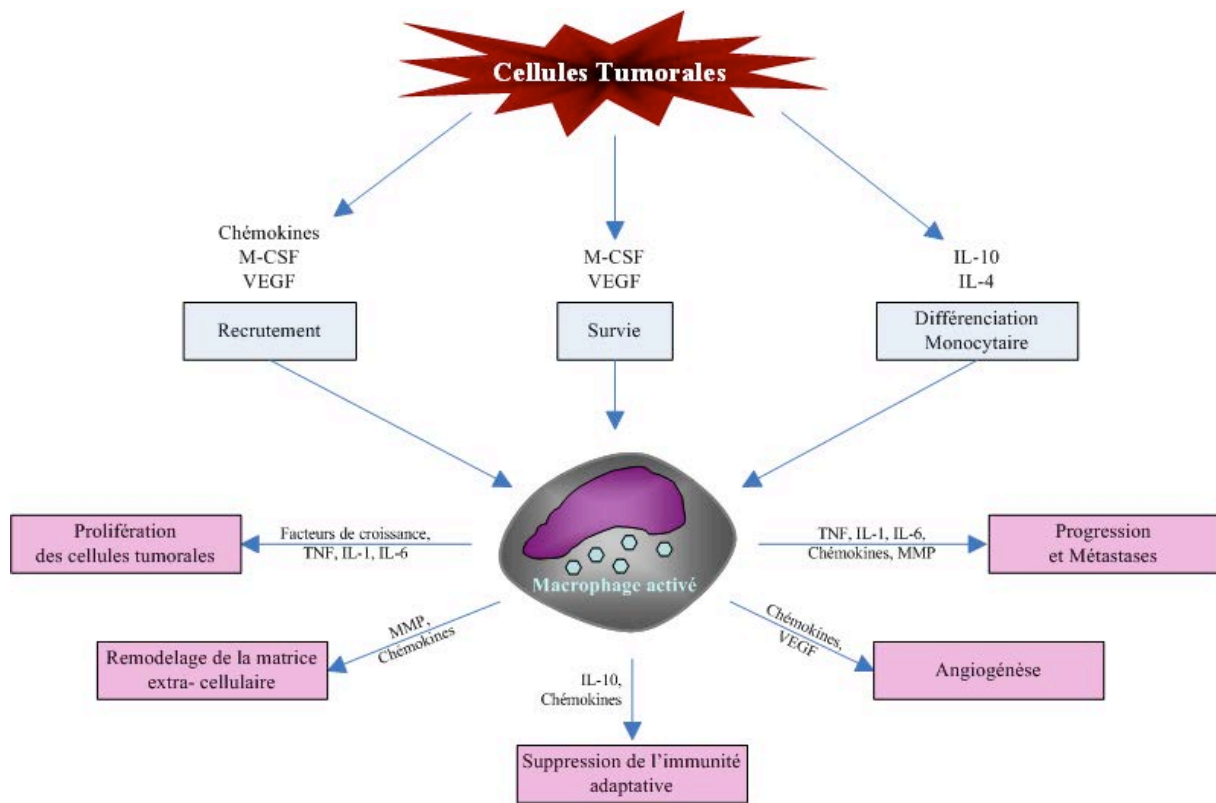 Cellules Tumorales
Chémokines
M-CSF
VEGF
Recrutement
M-CSF
VEGF
Survie
IL-10
IL-4
Différenciation
Monocytaire
Macrophage activé
Facteurs de croissance,
TNF, IL-1, IL-6
Prolifération
des cellules tumorales
TNF, IL-1, IL-6,
Chémokines, MMP
Progression
et Métastases
MMP,
Chémokines
Remodelage de la matrice
extra- cellulaire
IL-10,
Chémokines
Suppression de l’immunité
adaptative
Chémokines,
VEGF
Angiogénèse